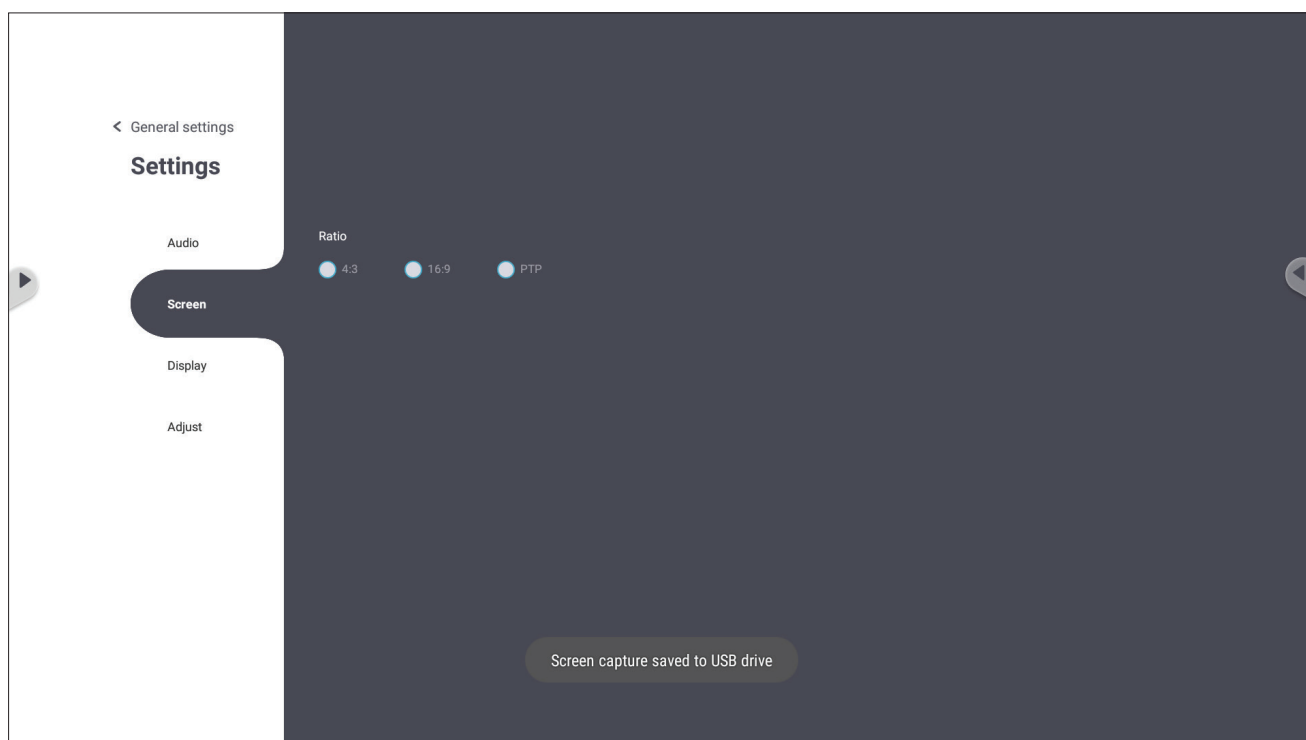 General settings
Settings
Audio
Screen
Display
Adjust
Ratio
4:3 16:9 PTP
Screen capture saved to USB drive